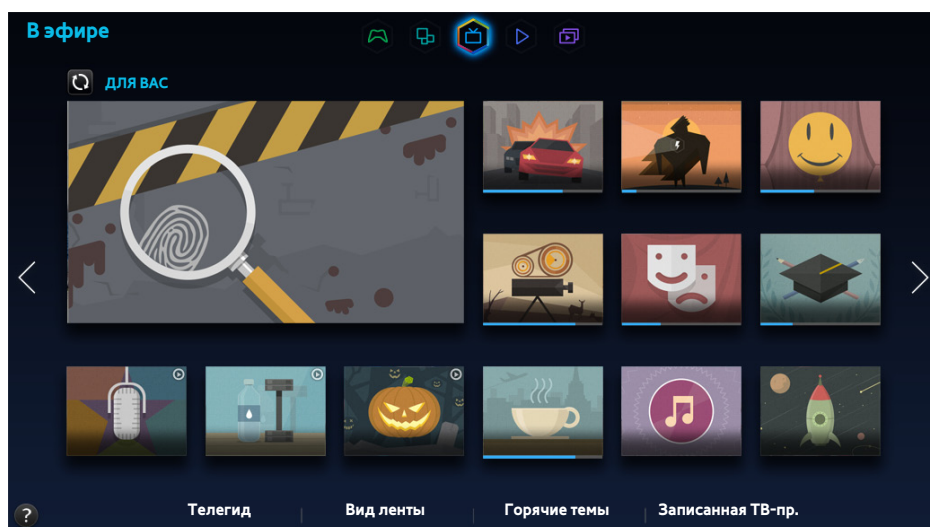 В эфире
ДЛЯ ВАС
?
Телегид
Вид ленты
Горячие темы
Записанная ТВ-пр.